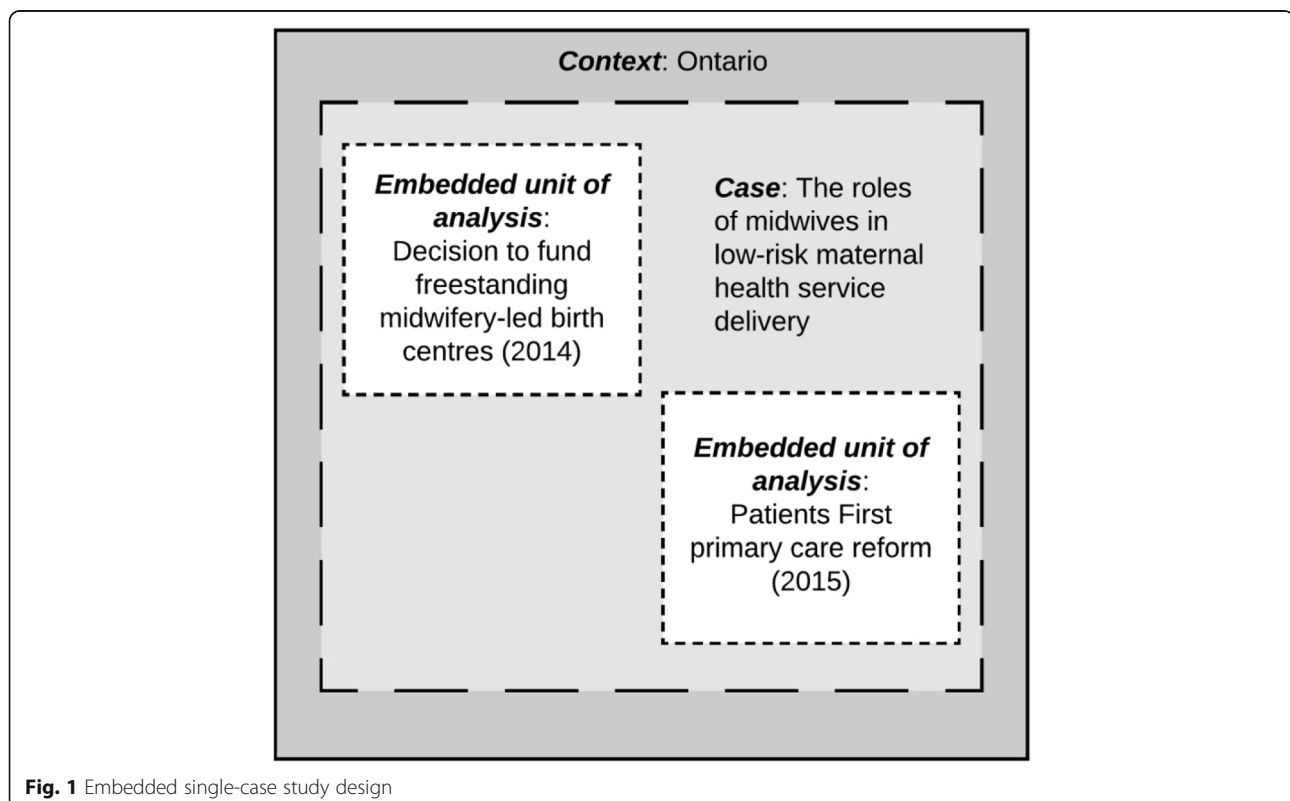 Context: Ontario
Embedded unit of
analysis:
Decision to fund
freestanding
midwifery-led birth
centres (2014)
Case: The roles
of midwives in
low-risk maternal
health service
delivery
Embedded unit of
analysis:
Patients First
primary care reform
(2015)
Fig. 1 Embedded single-case study design